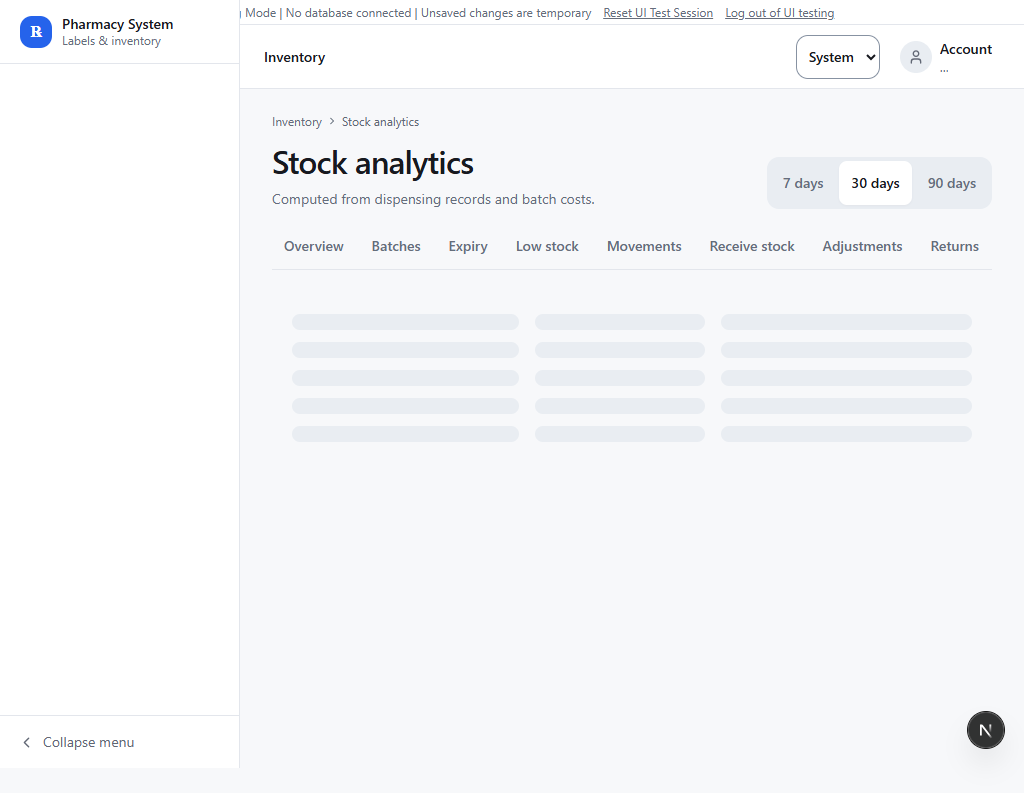 ℞
Pharmacy System
Labels & inventory
Mode | No database connected | Unsaved changes are temporary Reset UI Test Session Log out of UI testing
Inventory
System
Account
...
Inventory > Stock analytics
Stock analytics
Computed from dispensing records and batch costs.
7 days 30 days 90 days
Overview Batches Expiry Low stock Movements Receive stock Adjustments Returns
Collapse menu
N